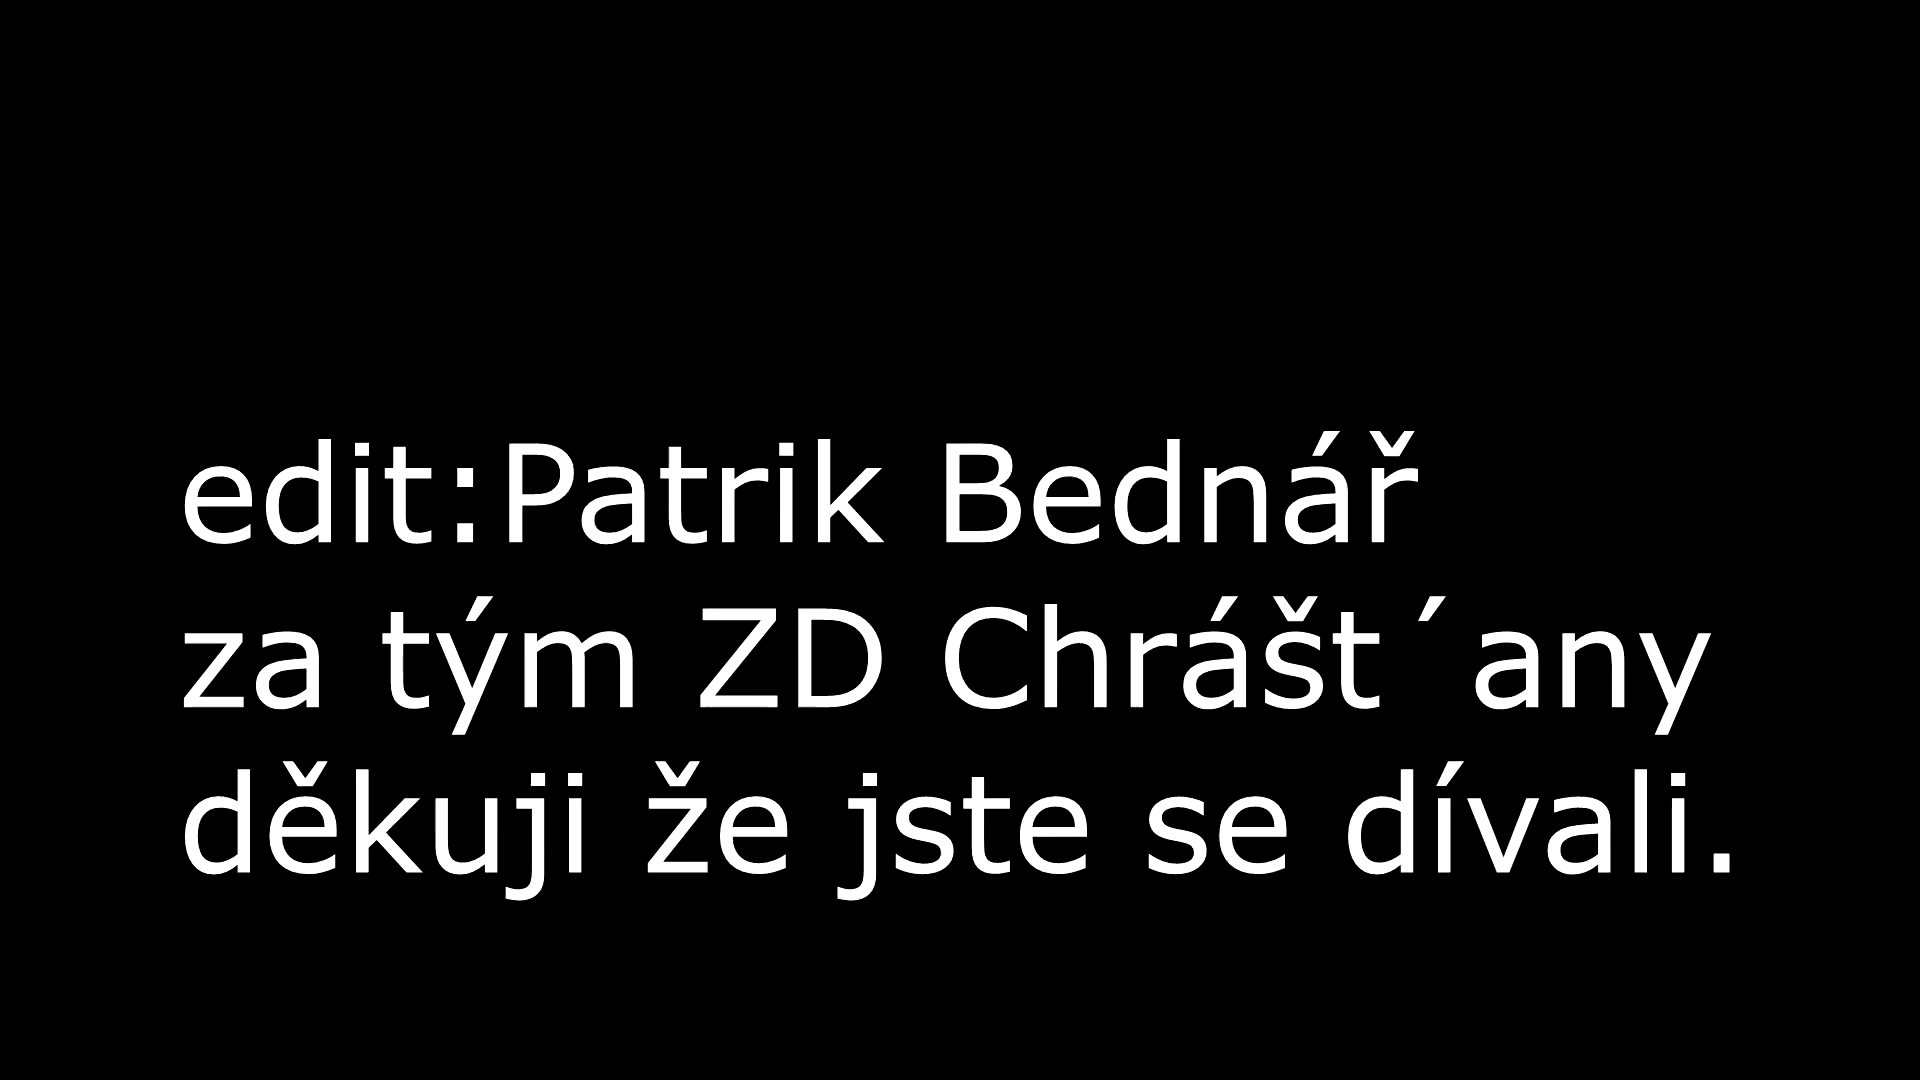 edit:Patrik Bednář
za tým ZD Chrášt´any
děkuji že jste se dívali.